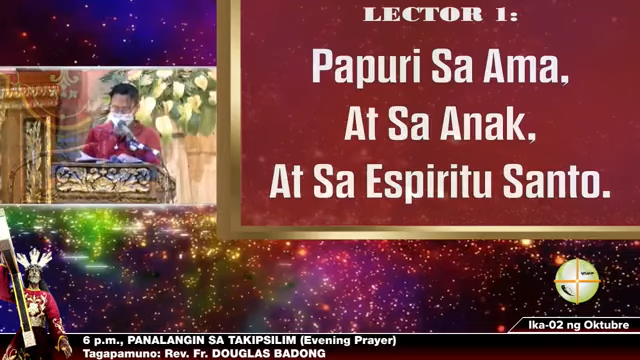 LECTOR 1:
Papuri Sa Ama,
At Sa Anak,
At Sa Espiritu Santo.
Ika-02 ng Oktubre
6 p.m., PANALANGIN SA TAKIPSILIM (Evening Prayer)
Tagapamuno: Rev. Fr. DOUGLAS BADONG